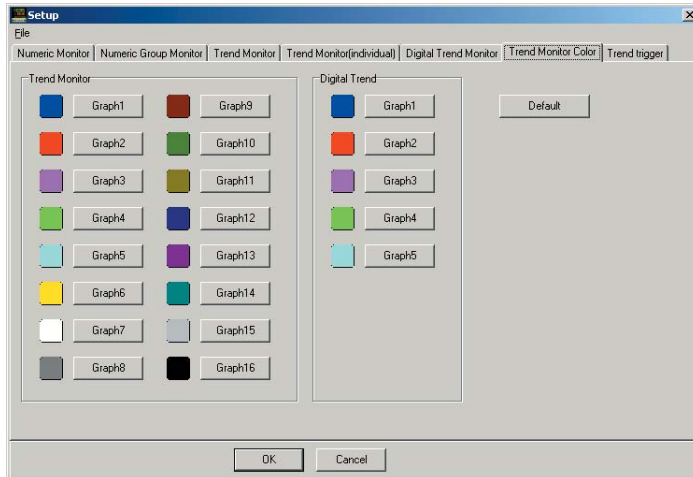 Setup
File
Numeric Monitor Numeric Group Monitor Trend Monitor Trend Monitor(individual) Digital Trend Monitor Trend Monitor Color Trend trigger
Trend Monitor Digital Trend
Graph1 Graph9 Graph1 Default
Graph2 Graph10 Graph2
Graph3 Graph11 Graph3
Graph4 Graph12 Graph4
Graph5 Graph13 Graph5
Graph6 Graph14
Graph7 Graph15
Graph8 Graph16
OK Cancel